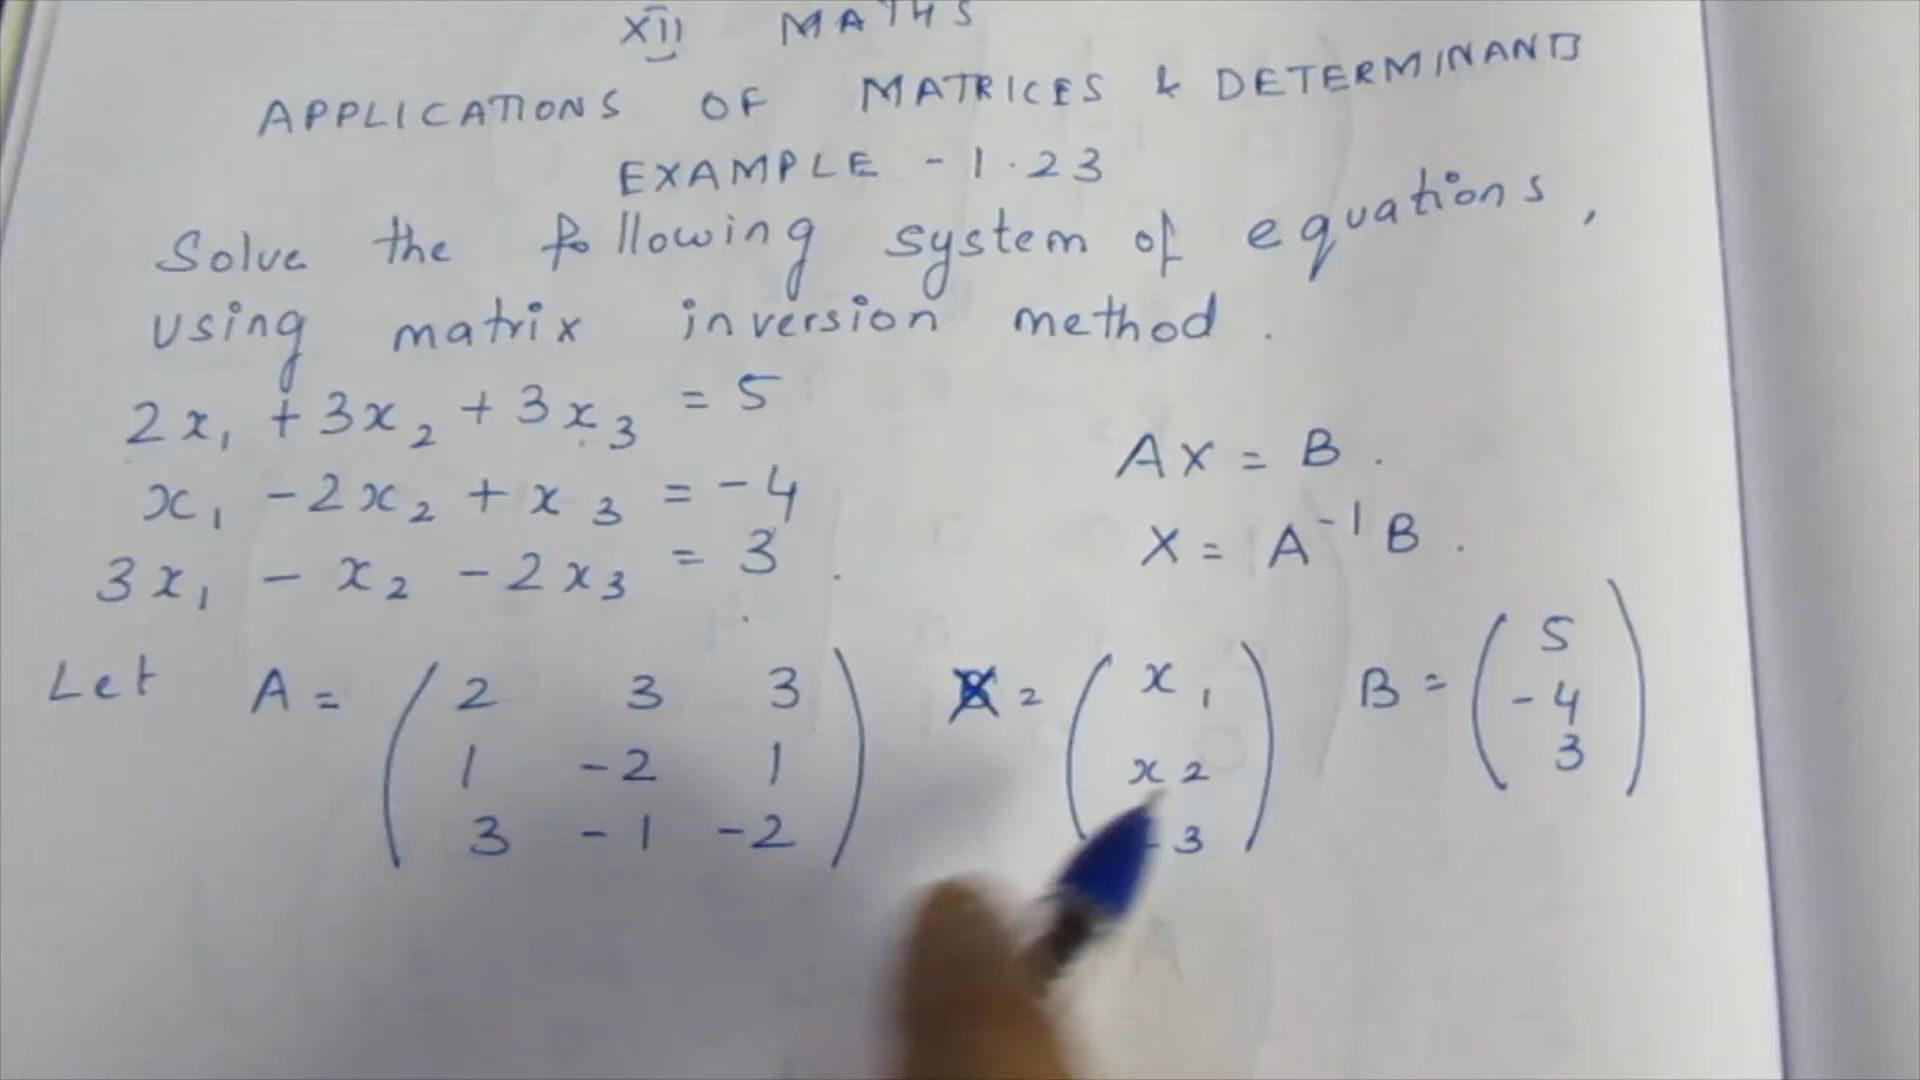 XII MATHS
APPLICATIONS OF MATRICES & DETERMINANTS
EXAMPLE - 1.23
Solve the following system of equations,
using matrix inversion method.
2x₁ + 3x₂ + 3x₃ = 5
x₁ - 2x₂ + x₃ = -4
3x₁ - x₂ - 2x₃ = 3.
AX = B.
X = A⁻¹B.
Let A = ( 2 3 3 ) X = ( x₁ ) B = ( 5 )
1 -2 1 x₂ -4
3 -1 -2 3 3